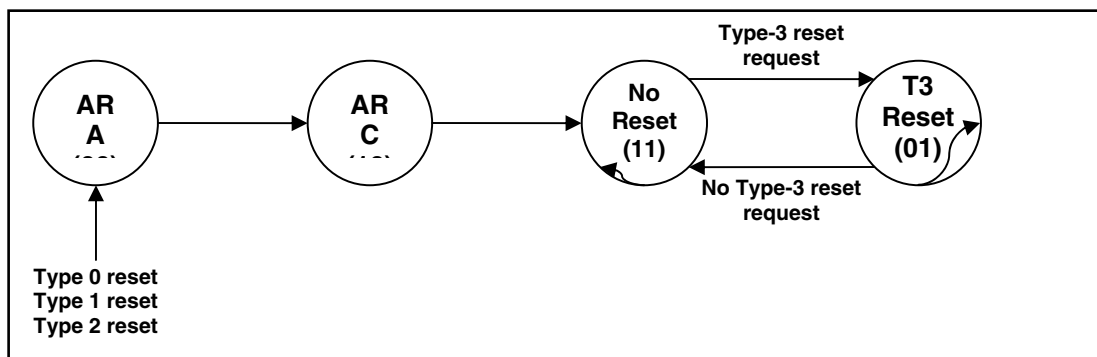 AR
A
AR
C
No
Reset
(11)
Type-3 reset
request
T3
Reset
(01)
No Type-3 reset
request
Type 0 reset
Type 1 reset
Type 2 reset